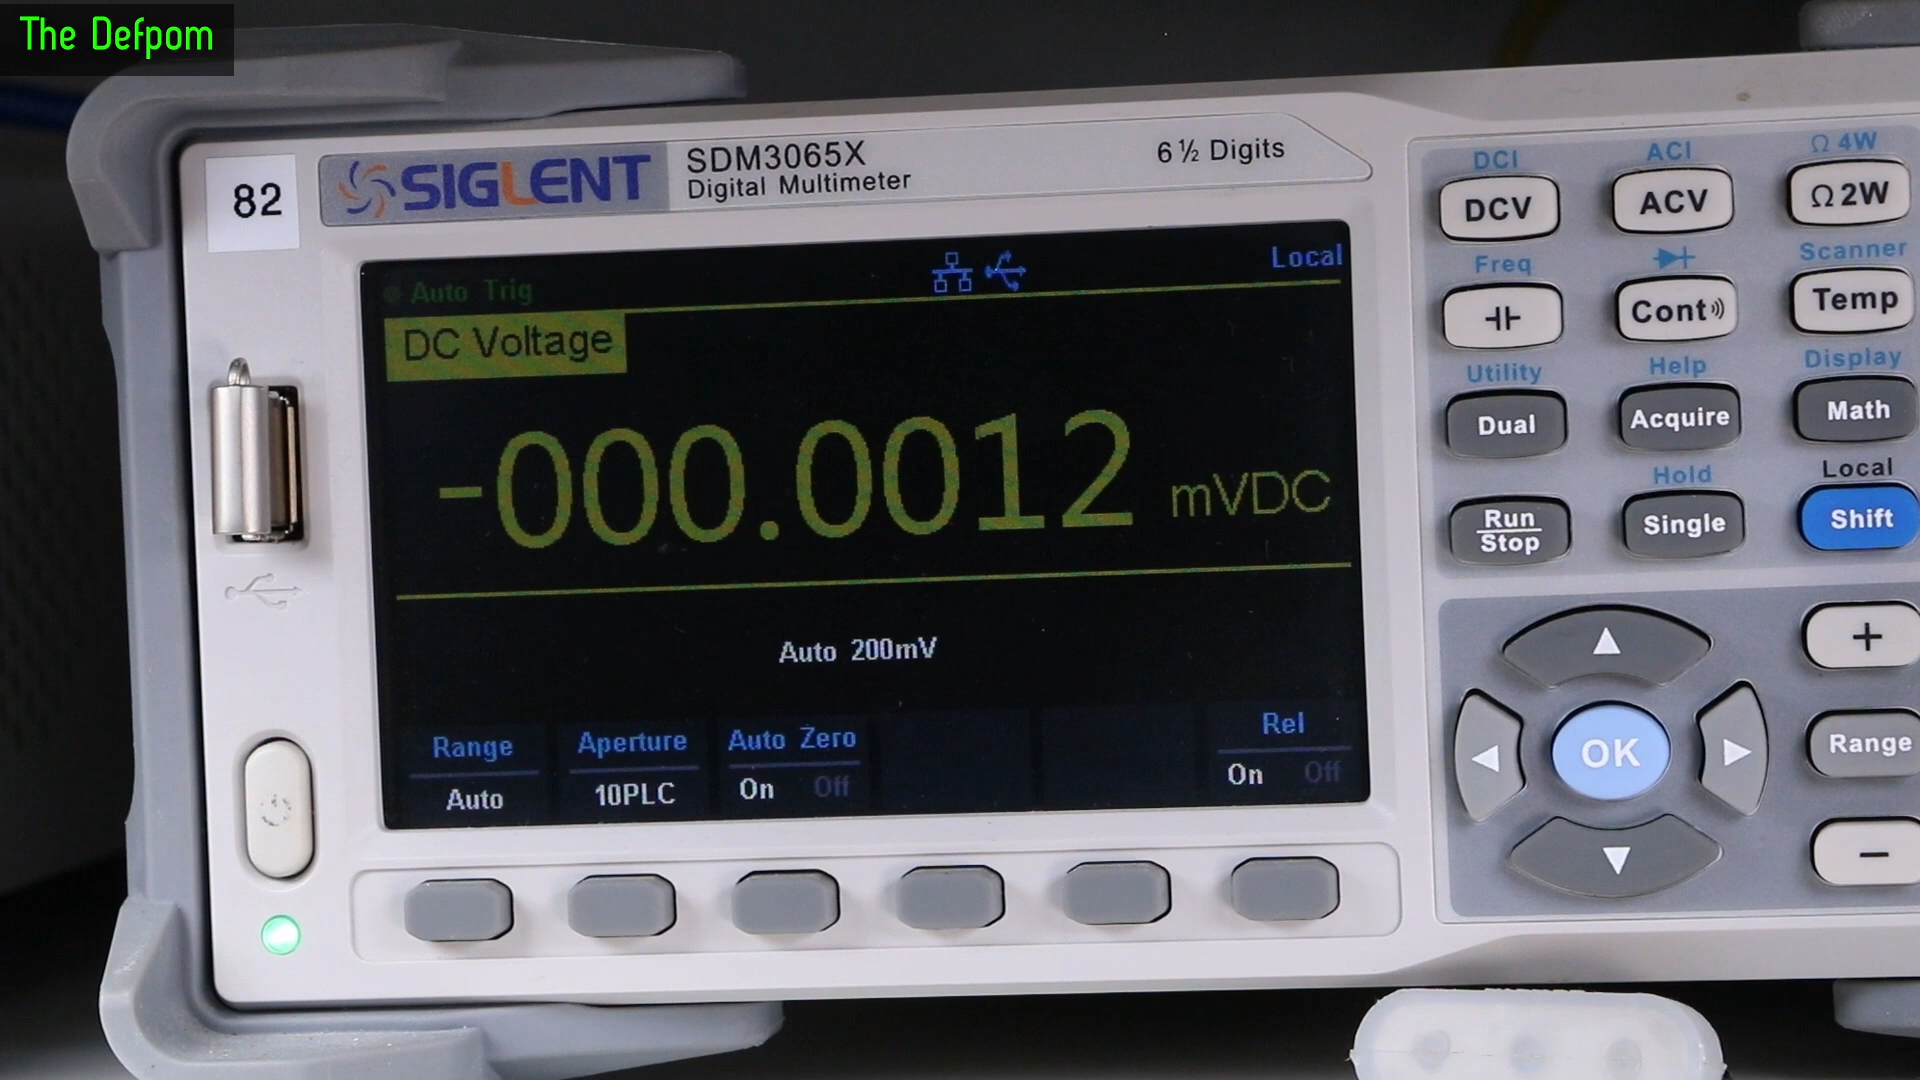 The Defpom
82
SIGLENT
SDM3065X
Digital Multimeter
6 ½ Digits
Auto Trig
Local
DC Voltage
-000.0012 mVDC
Auto 200mV
Range
Auto
Aperture
10PLC
Auto Zero
On Off
Rel
On Off
DCI
ACI
Ω 4W
DCV
ACV
Ω 2W
Freq
Scanner
Cont
Temp
Utility
Help
Display
Dual
Acquire
Math
Hold
Local
Run
Stop
Single
Shift
+
OK
Range
−